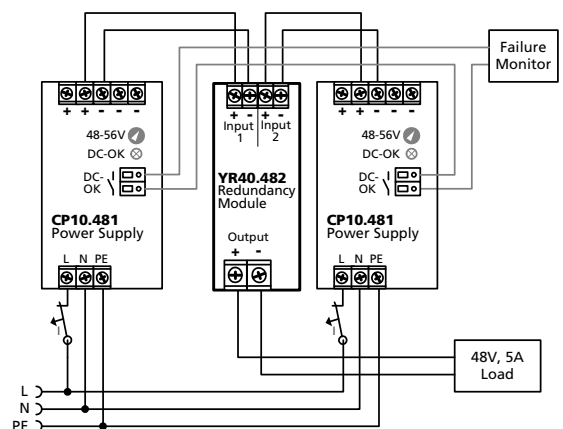 Failure
Monitor
+ + - - -
48-56V
DC-OK
DC-
OK
I
CP10.481
Power Supply
L N PE
I
+ - + -
Input Input
1 2
YR40.482
Redundancy
Module
Output
+ -
+ + - - -
48-56V
DC-OK
DC-
OK
I
CP10.481
Power Supply
L N PE
I
48V, 5A
Load
L
N
PE